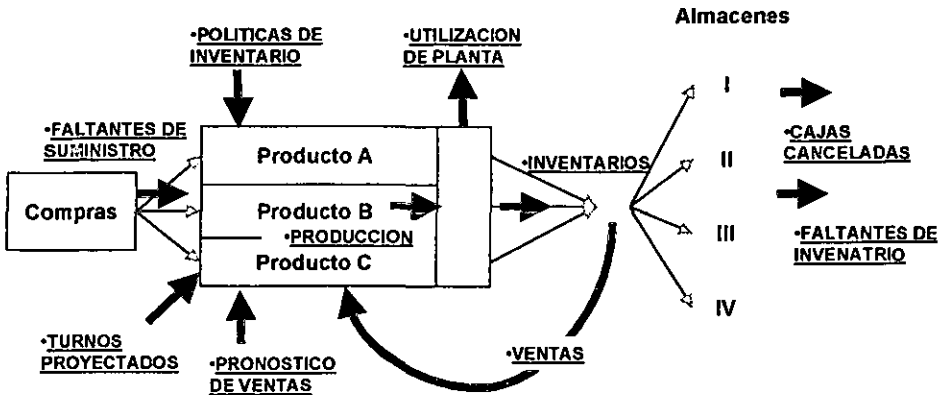 Almacenes
•POLITICAS DE
INVENTARIO
•UTILIZACION
DE PLANTA
I
•FALTANTES DE
SUMINISTRO
Producto A
•INVENTARIOS
II
•CAJAS
CANCELADAS
Compras
Producto B
•PRODUCCION
Producto C
III
•FALTANTES DE
INVENATRIO
IV
•TURNOS
PROYECTADOS
•PRONOSTICO
DE VENTAS
•VENTAS